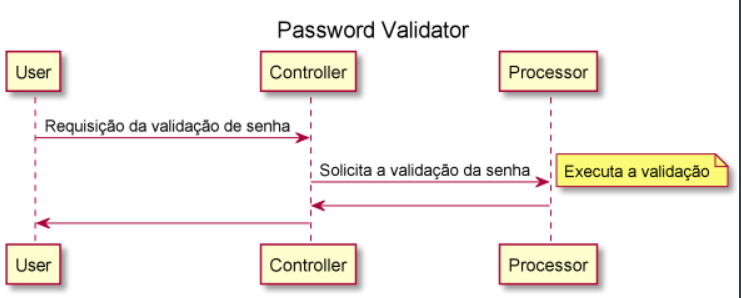 Password Validator
User
Controller
Processor
Requisição da validação de senha
Solicita a validação da senha
Executa a validação
User
Controller
Processor